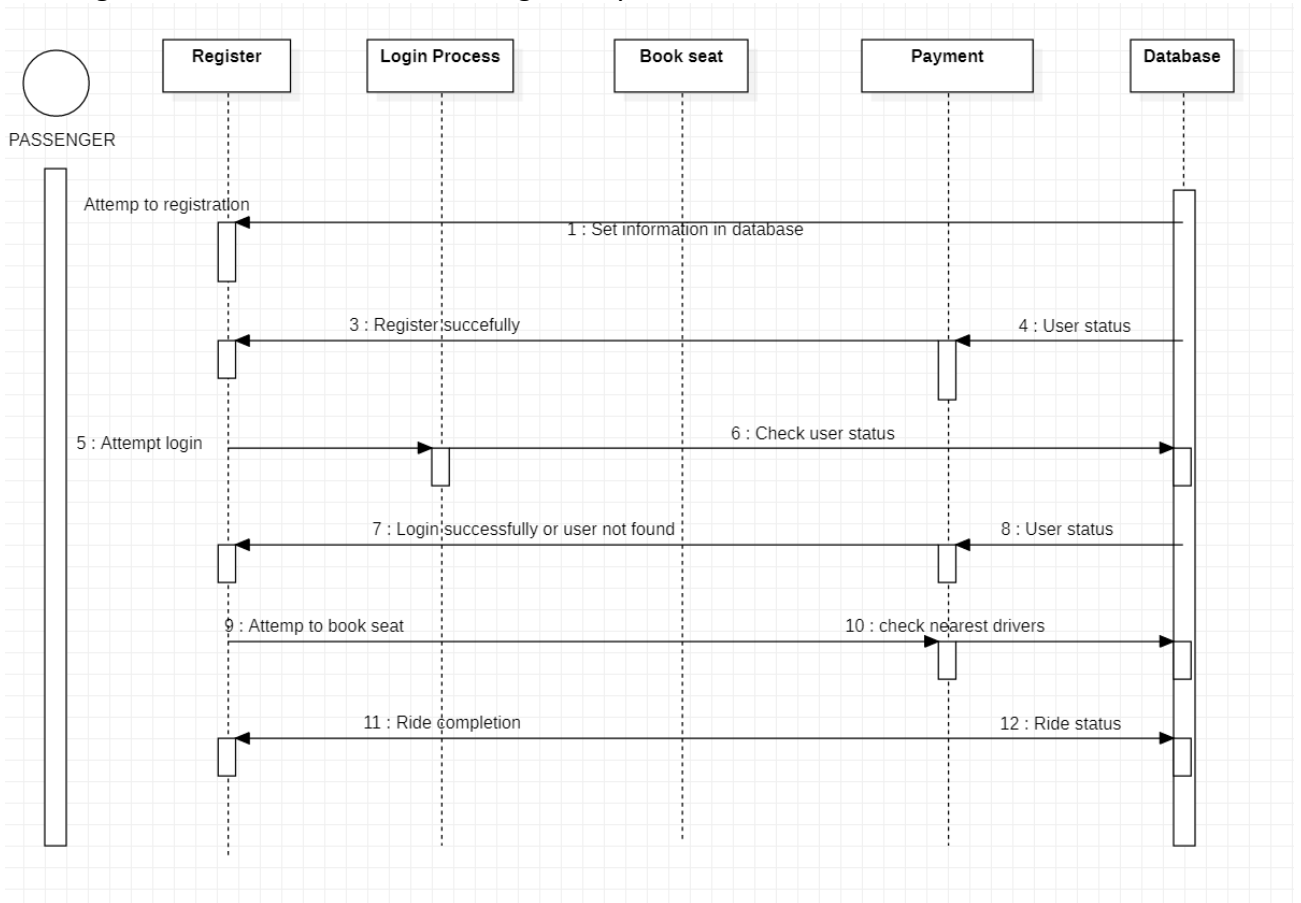 Register
Login Process
Book seat
Payment
Database
PASSENGER
Attemp to registration
1 : Set information in database
3 : Register succefully
4 : User status
5 : Attempt login
6 : Check user status
7 : Login successfully or user not found
8 : User status
9 : Attemp to book seat
10 : check nearest drivers
11 : Ride completion
12 : Ride status